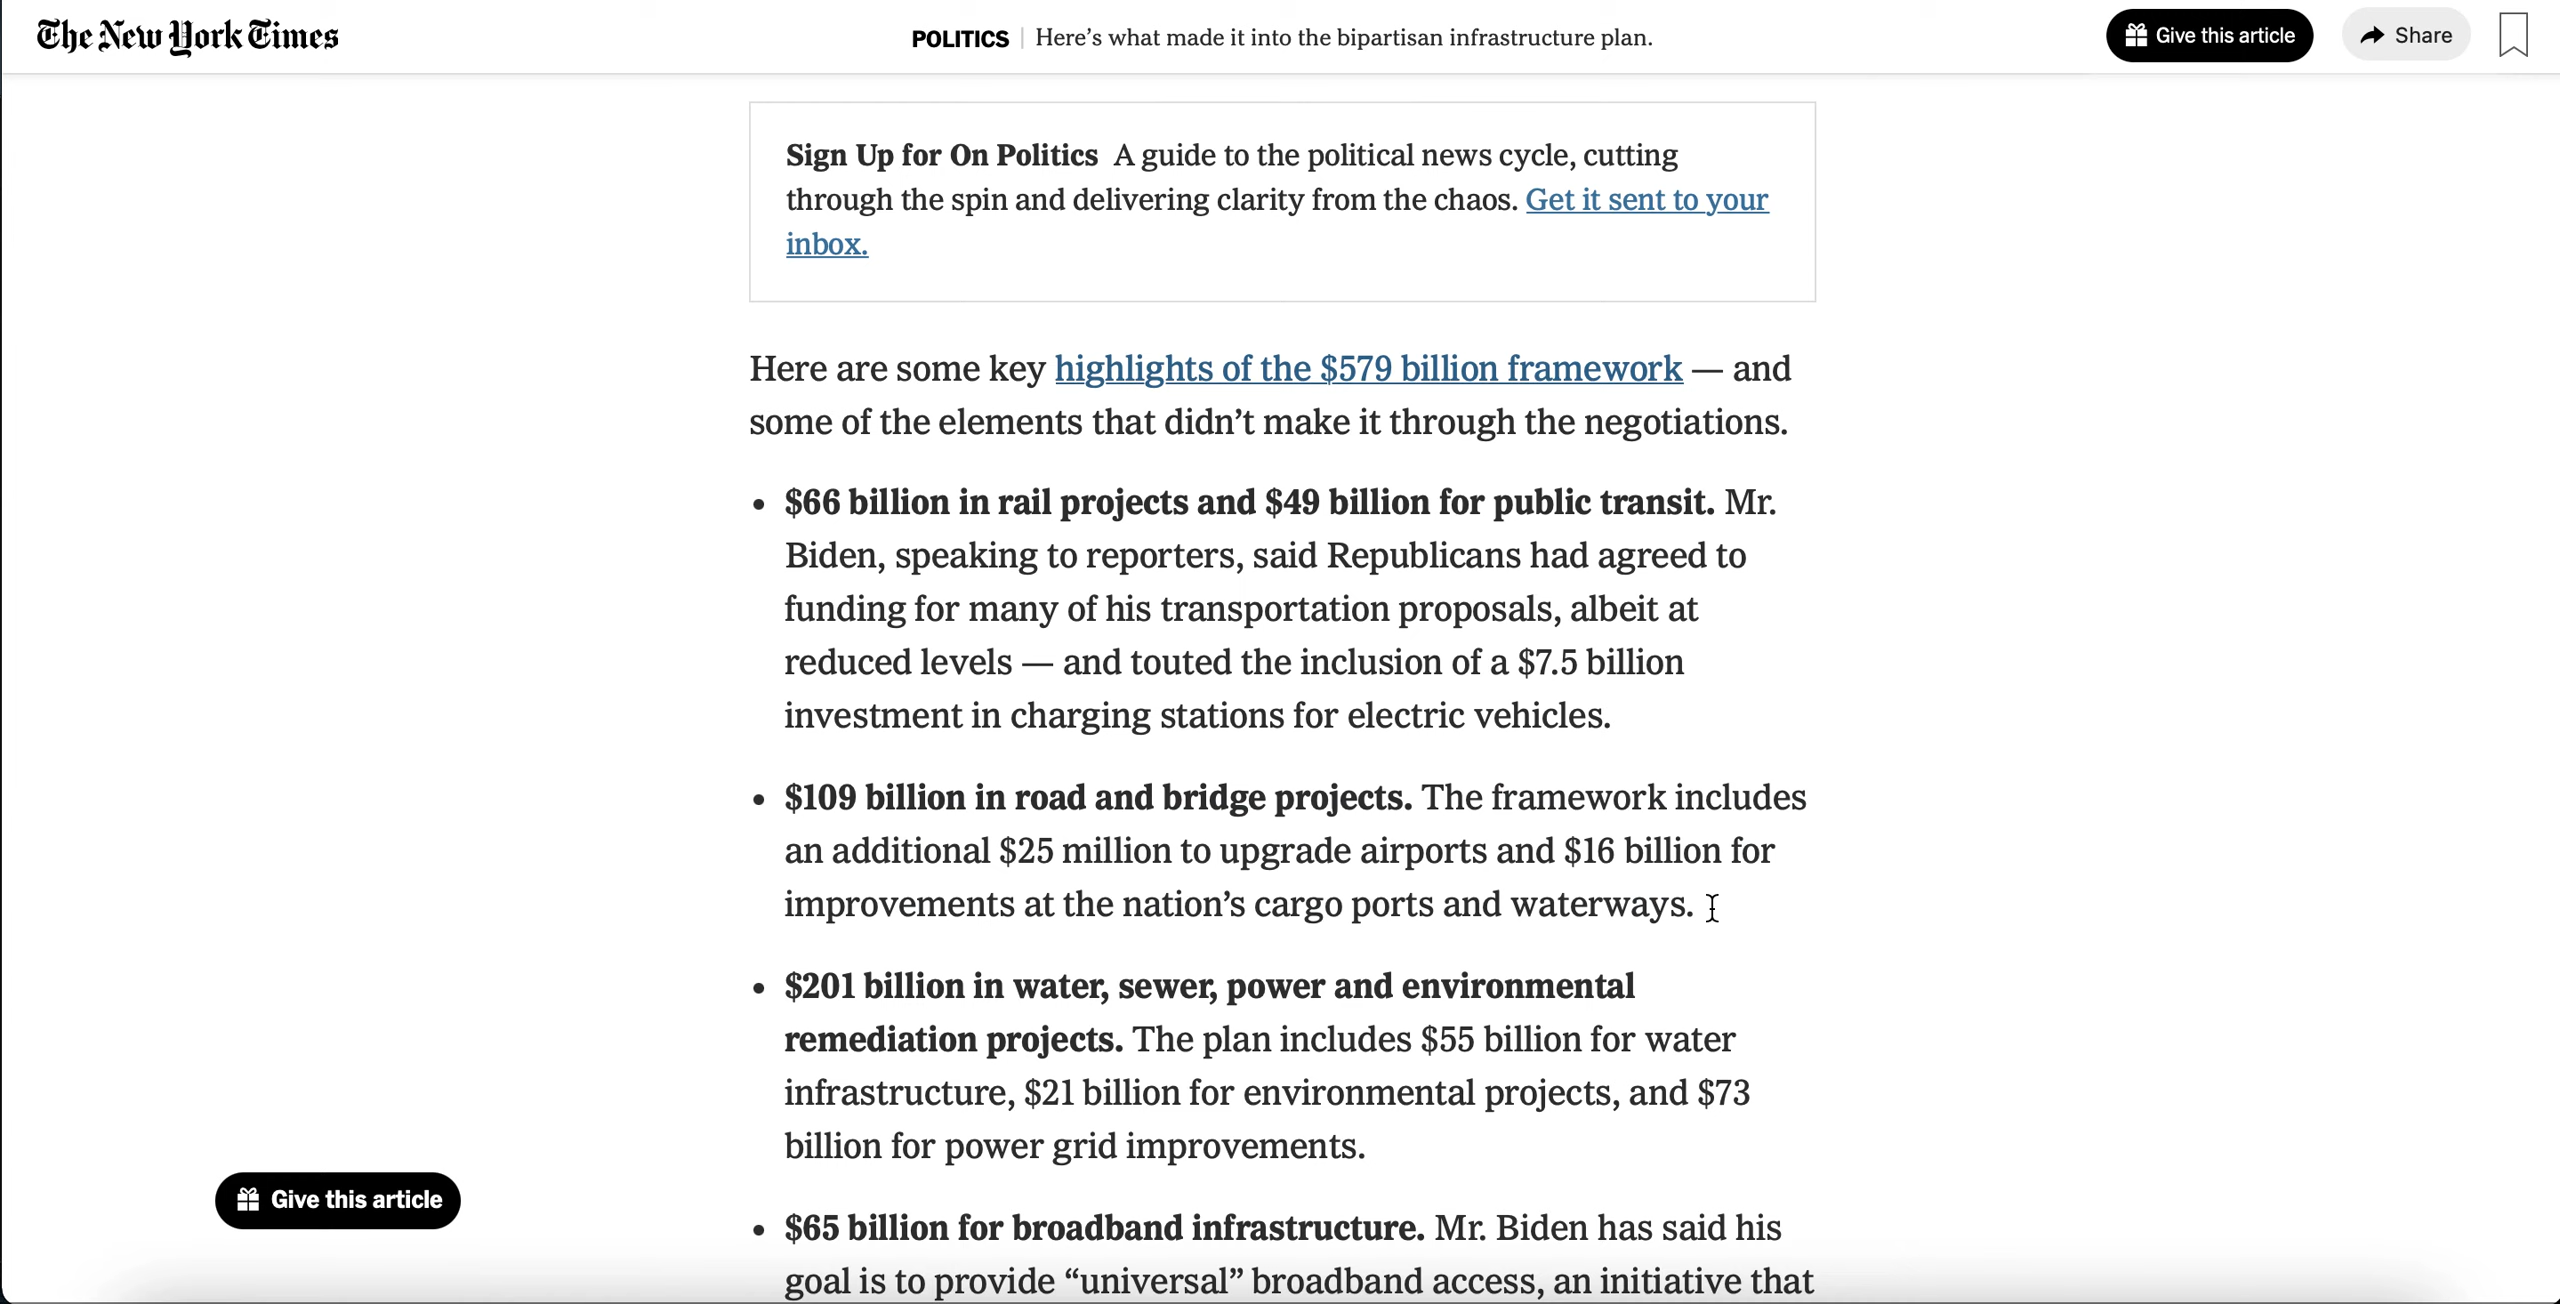 The New York Times
POLITICS | Here’s what made it into the bipartisan infrastructure plan.
Give this article
Share
Sign Up for On Politics A guide to the political news cycle, cutting
through the spin and delivering clarity from the chaos. Get it sent to your
inbox.
Here are some key highlights of the $579 billion framework — and
some of the elements that didn’t make it through the negotiations.
• $66 billion in rail projects and $49 billion for public transit. Mr.
Biden, speaking to reporters, said Republicans had agreed to
funding for many of his transportation proposals, albeit at
reduced levels — and touted the inclusion of a $7.5 billion
investment in charging stations for electric vehicles.
• $109 billion in road and bridge projects. The framework includes
an additional $25 million to upgrade airports and $16 billion for
improvements at the nation’s cargo ports and waterways.
• $201 billion in water, sewer, power and environmental
remediation projects. The plan includes $55 billion for water
infrastructure, $21 billion for environmental projects, and $73
billion for power grid improvements.
Give this article
• $65 billion for broadband infrastructure. Mr. Biden has said his
goal is to provide “universal” broadband access, an initiative that